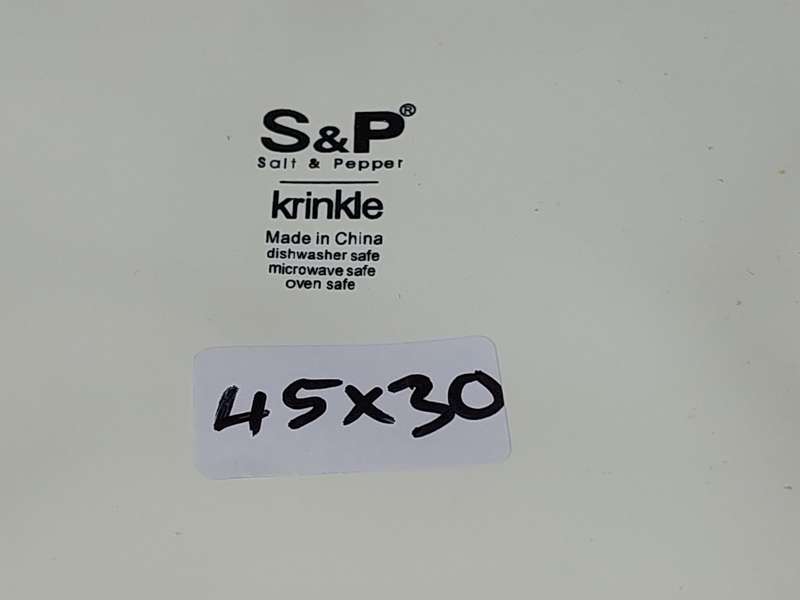 S&P®
Salt & Pepper
krinkle
Made in China
dishwasher safe
microwave safe
oven safe
45x30